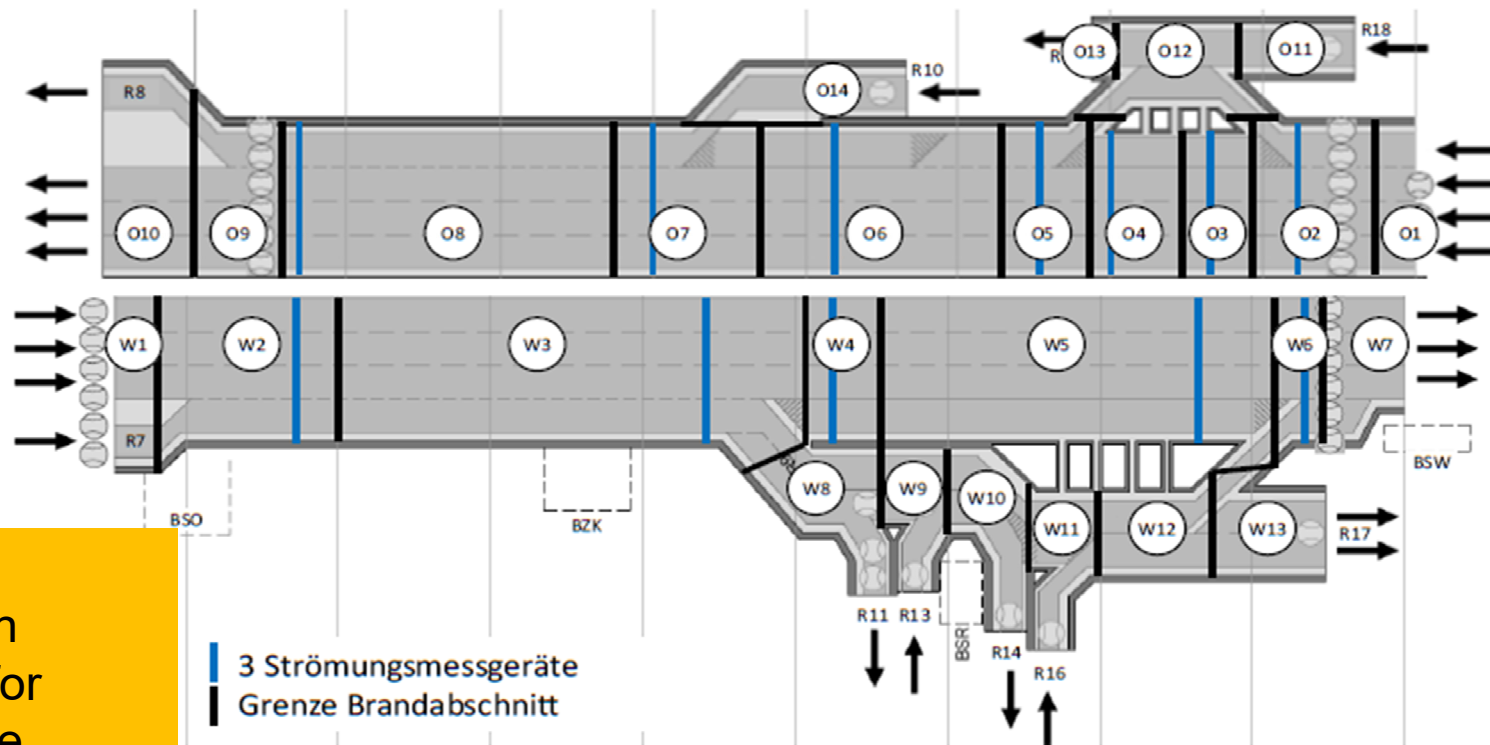 R18
O13 O12 O11
R
R8
O14
R10
O10 O9 O8 O7 O6 O5 O4 O3 O2 O1
W1 W2 W3 W4 W5 W6 W7
R7
W8 W9 W10 W11 W12 W13
R17
BSW
BSO
BZK
BSR
R11 R13
R14
R16
n
or
e
3 Strömungsmessgeräte
Grenze Brandabschnitt